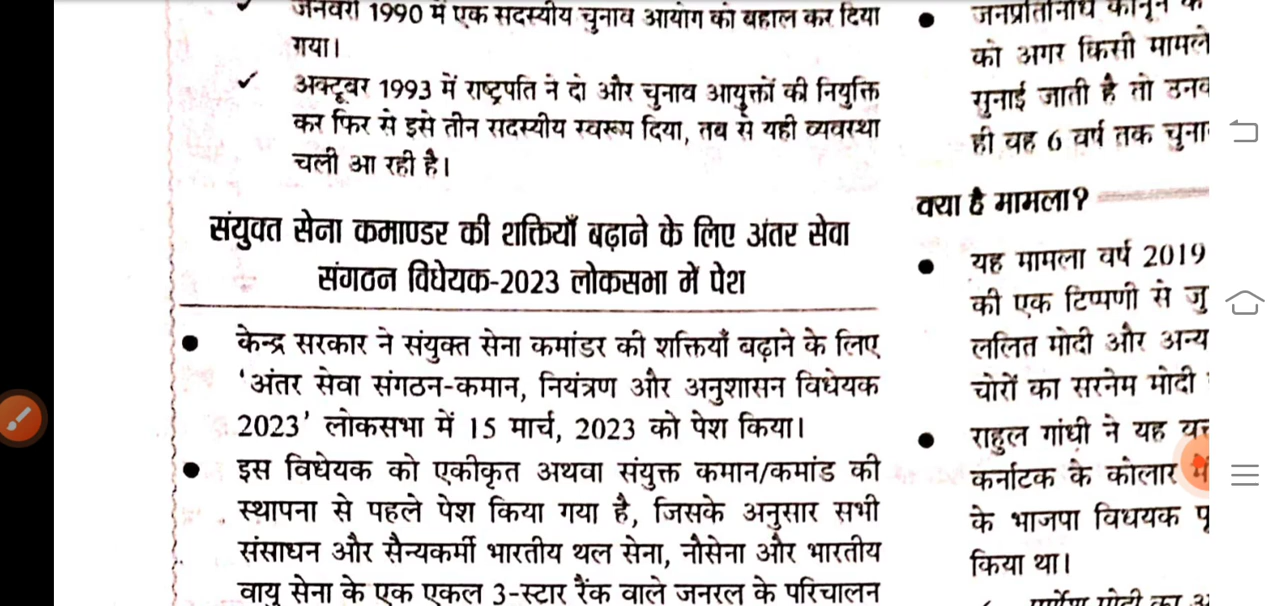 जनवरी 1990 में एक सदस्यीय चुनाव आयोग को बहाल कर दिया
गया।
अक्टूबर 1993 में राष्ट्रपति ने दो और चुनाव आयुक्तों की नियुक्ति
कर फिर से इसे तीन सदस्यीय स्वरूप दिया, तब से यही व्यवस्था
चली आ रही है।
संयुक्त सेना कमाण्डर की शक्तियाँ बढ़ाने के लिए अंतर सेवा
संगठन विधेयक-2023 लोकसभा में पेश
केन्द्र सरकार ने संयुक्त सेना कमांडर की शक्तियाँ बढ़ाने के लिए
‘अंतर सेवा संगठन-कमान, नियंत्रण और अनुशासन विधेयक
2023’ लोकसभा में 15 मार्च, 2023 को पेश किया।
इस विधेयक को एकीकृत अथवा संयुक्त कमान/कमांड की
स्थापना से पहले पेश किया गया है, जिसके अनुसार सभी
संसाधन और सैन्यकर्मी भारतीय थल सेना, नौसेना और भारतीय
वायु सेना के एक एकल 3-स्टार रैंक वाले जनरल के परिचालन
जनप्रतिनिधि कानून के
को अगर किसी मामले
सुनाई जाती है तो
ही वह 6 वर्ष तक
क्या है मामला?
यह मामला वर्ष 2019
की एक टिप्पणी से
ललित मोदी और अन्य
चोरों का सरनेम मोदी
राहुल गांधी ने यह
कर्नाटक के कोलार में
के भाजपा विधयक
किया था।